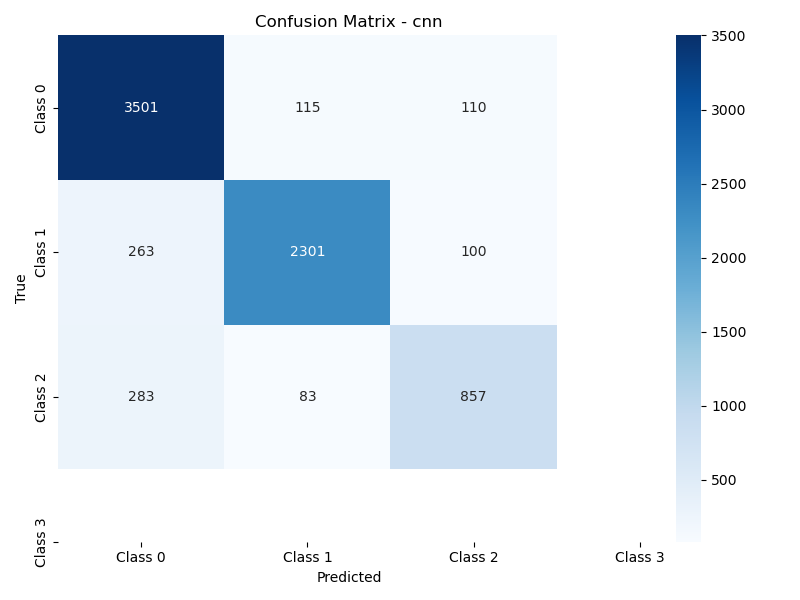 Confusion Matrix - cnn
True
Class 0
3501 115 110
Class 1
263 2301 100
Class 2
283 83 857
Class 3
Class 0 Class 1 Class 2 Class 3
Predicted
3500
3000
2500
2000
1500
1000
500